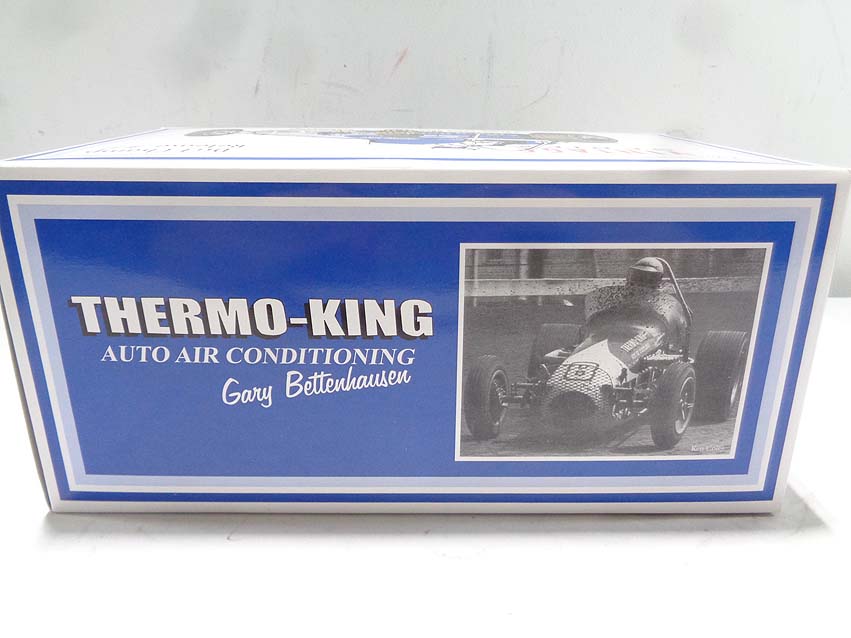 THERMO-KING
AUTO AIR CONDITIONING
Gary Bettenhausen